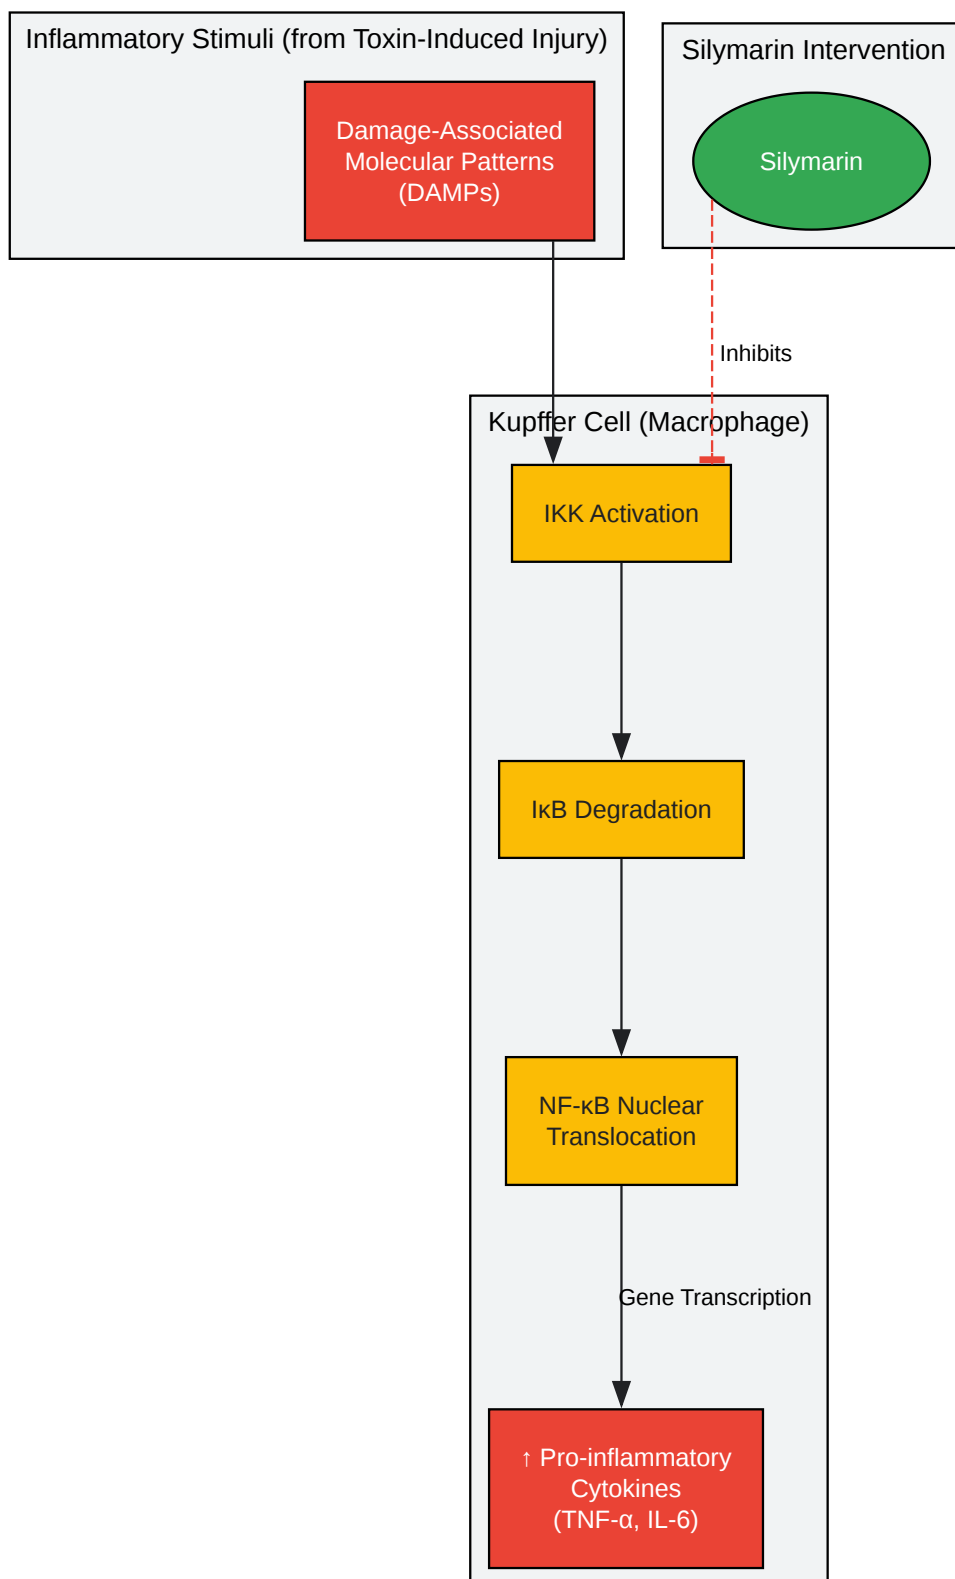 Inflammatory Stimuli (from Toxin-Induced Injury)
Damage-Associated
Molecular Patterns
(DAMPs)
Silymarin Intervention
Silymarin
Inhibits
Kupffer Cell (Macrophage)
IKK Activation
IκB Degradation
NF-κB Nuclear
Translocation
Gene Transcription
↑ Pro-inflammatory
Cytokines
(TNF-α, IL-6)